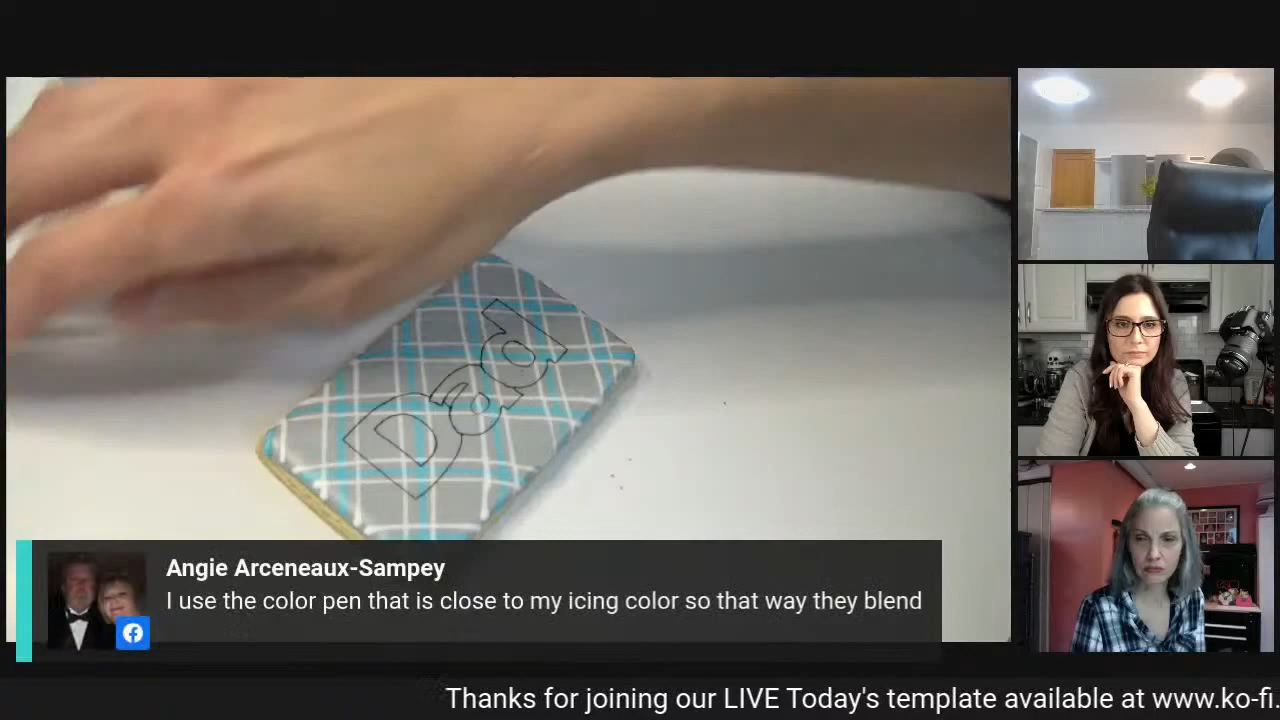 Dad
Angie Arceneaux-Sampey
I use the color pen that is close to my icing color so that way they blend
Thanks for joining our LIVE Today's template available at www.ko-fi.